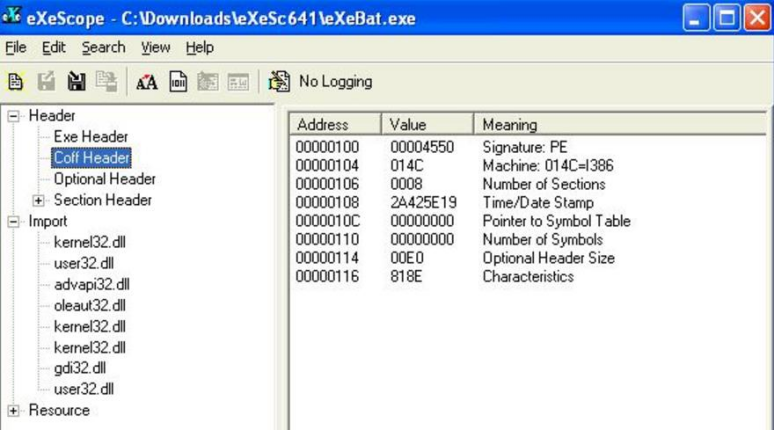 eXeScope - C:\Downloads\eXeSc641\eXeBat.exe
File Edit Search View Help
No Logging
Header
Exe Header
Coff Header
Optional Header
Section Header
Import
kernel32.dll
user32.dll
advapi32.dll
oleaut32.dll
kernel32.dll
kernel32.dll
gdi32.dll
user32.dll
Resource
Address Value Meaning
00000100 00004550 Signature: PE
00000104 014C Machine: 014C=I386
00000106 0008 Number of Sections
00000108 2A425E19 Time/Date Stamp
0000010C 00000000 Pointer to Symbol Table
00000110 00000000 Number of Symbols
00000114 00E0 Optional Header Size
00000116 818E Characteristics